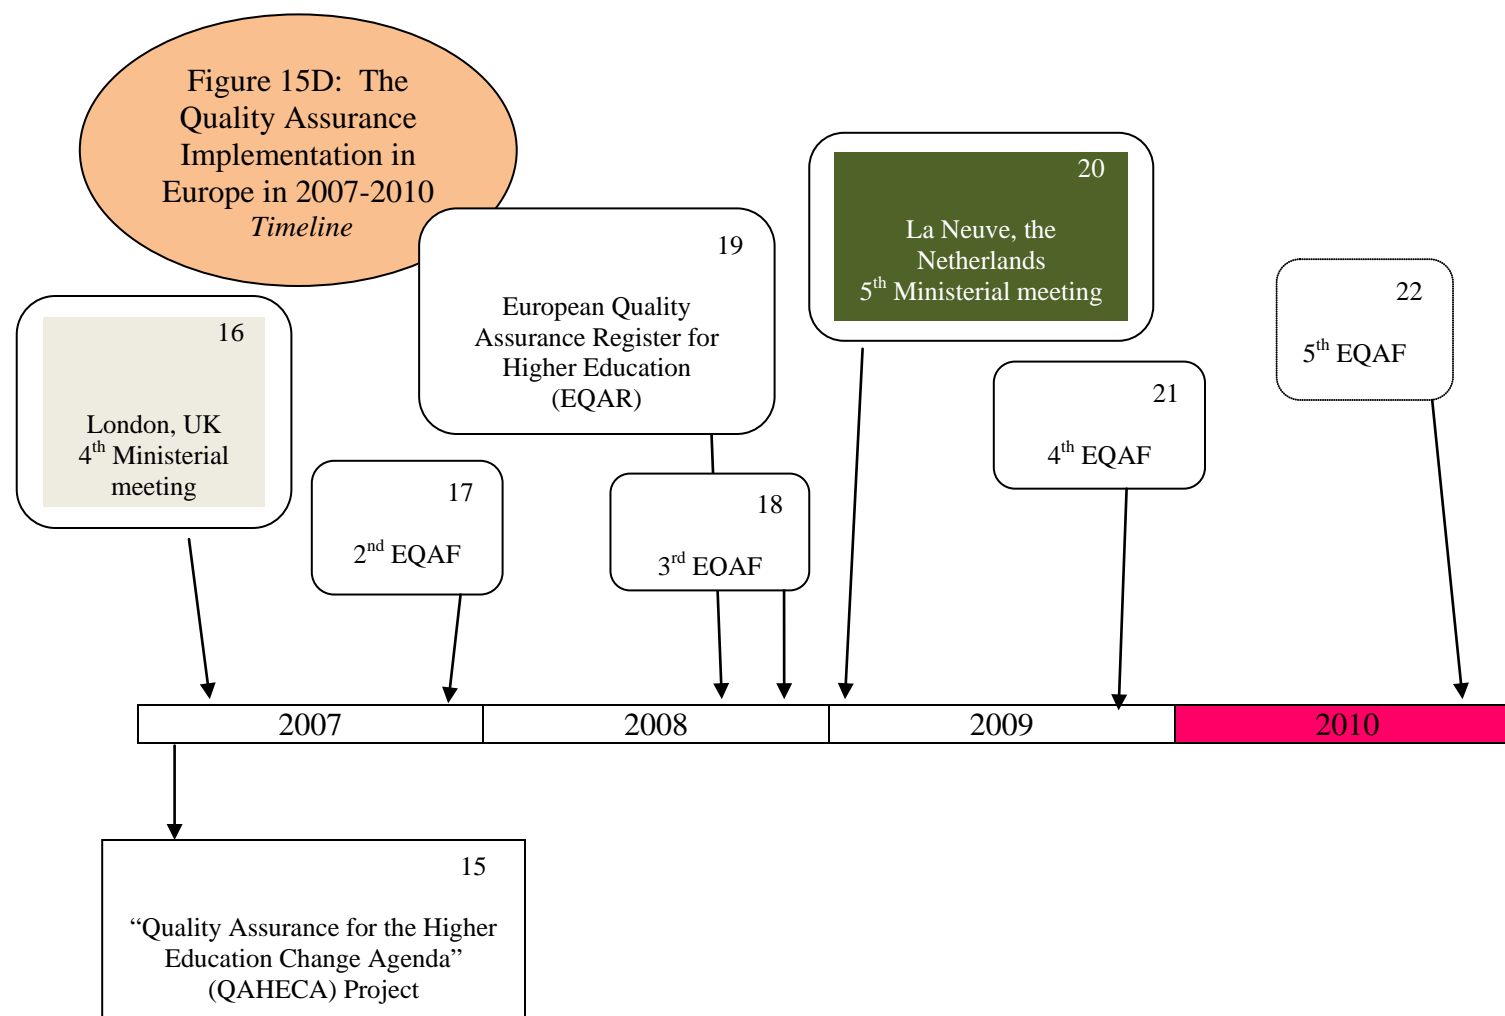 Figure 15D: The
Quality Assurance
Implementation in
Europe in 2007-2010
Timeline
16
London, UK
4th Ministerial
meeting
17
2nd EQAF
19
European Quality
Assurance Register for
Higher Education
(EQAR)
18
3rd EOAF
20
La Neuve, the
Netherlands
5th Ministerial meeting
21
4th EQAF
22
5th EQAF
2007
2008
2009
2010
15
“Quality Assurance for the Higher
Education Change Agenda”
(QAHECA) Project